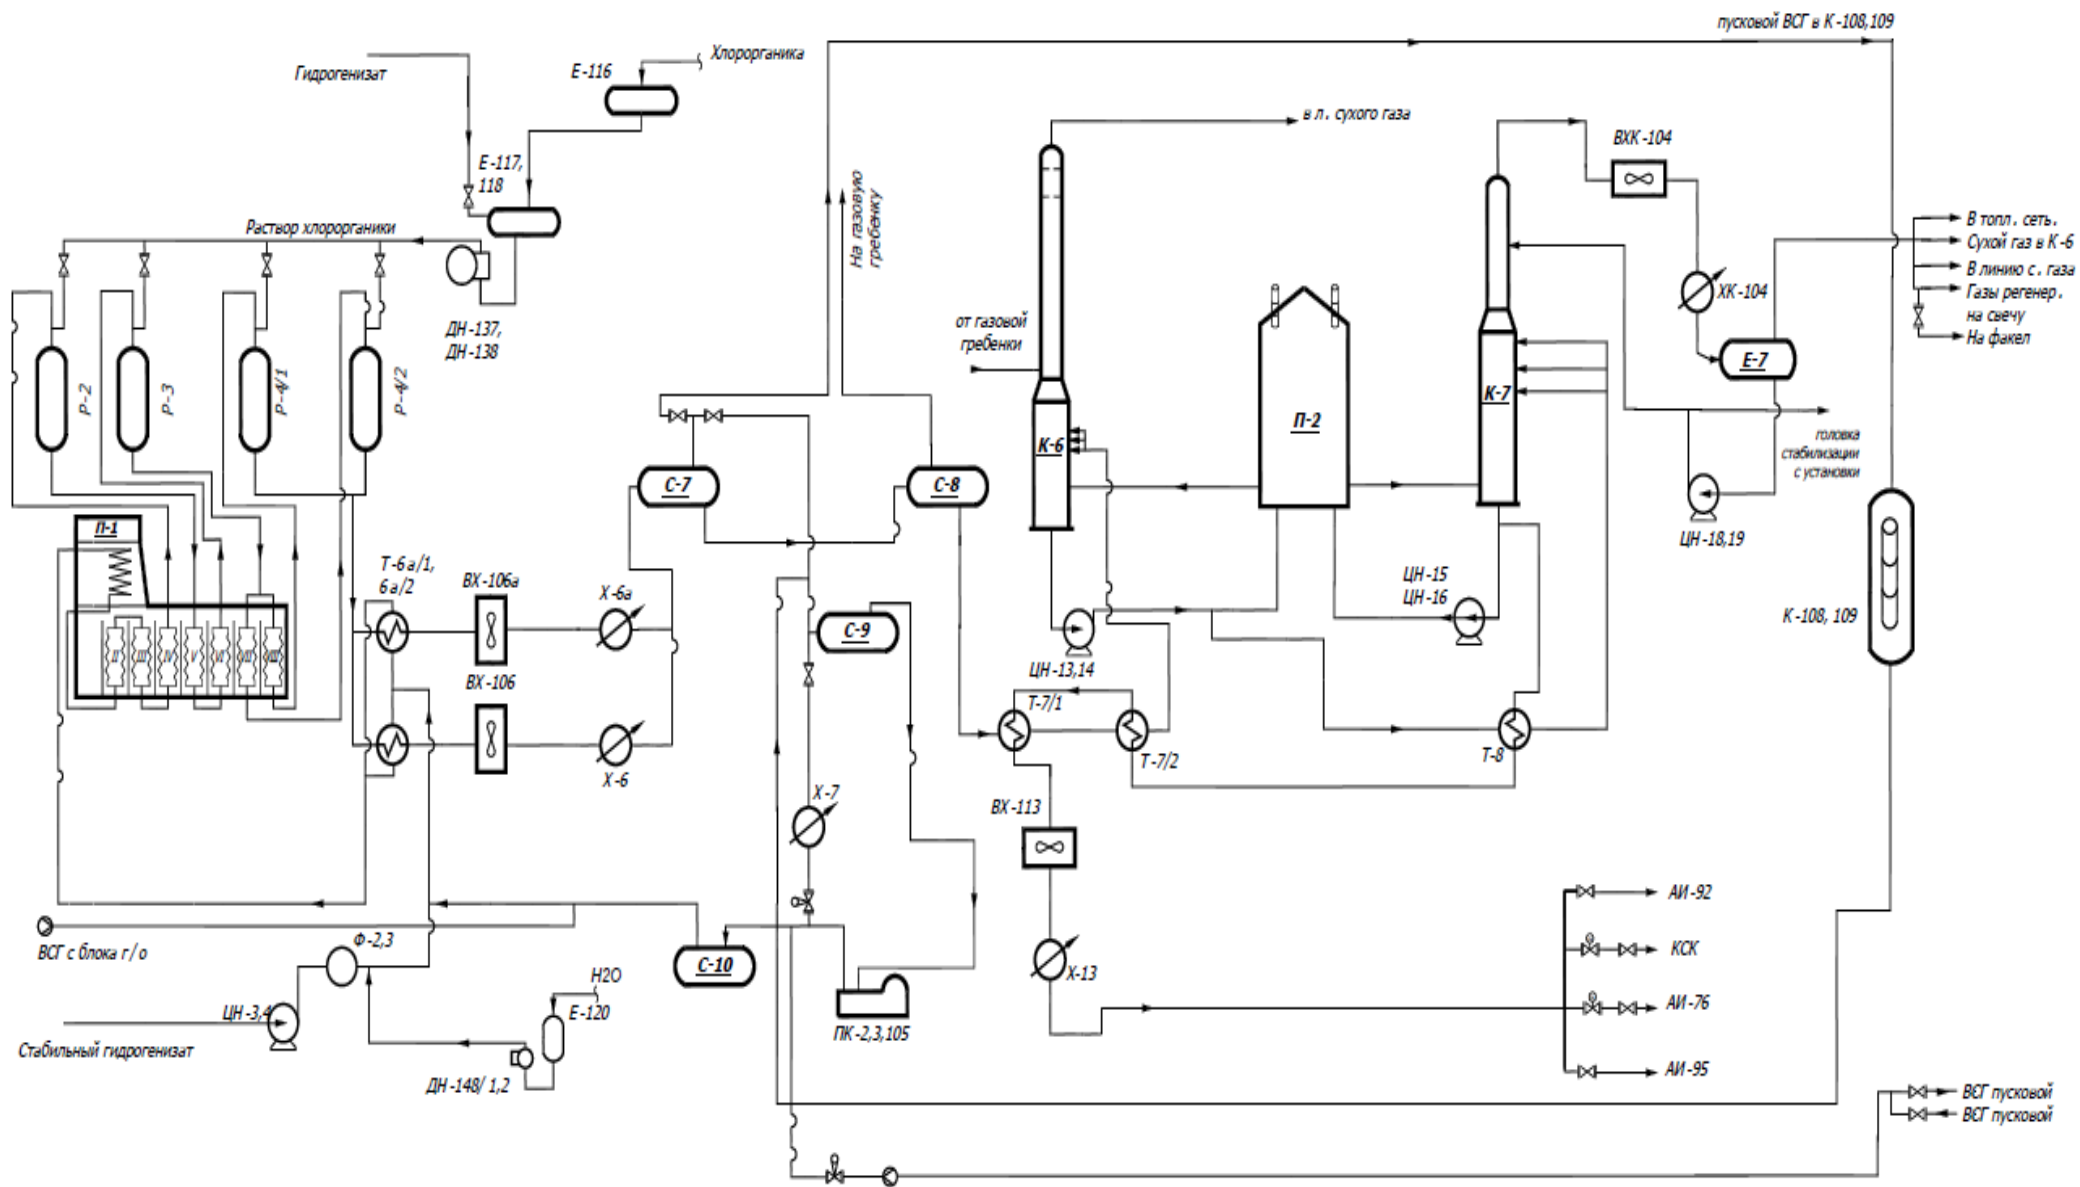 пусковой ВСГ в К-108,109
Хлорорганика
Гидрогенизат
Е-116
в л. сухого газа
ВХК-104
Е-117,
118
На газовую
гребенку
Раствор хлорорганики
В топл. сеть.
Сухой газ в К-6
В линию с. газа
Газы регенер.
на свечу
На факел
ХК-104
ДН-137,
ДН-138
от газовой
гребенки
Е-7
Р-2
Р-3
Р-4/1
Р-4/2
К-7
П-2
К-6
головка
стабилизации
с установки
С-7
С-8
ЦН-18,19
П-1
Т-6а/1,
6а/2
ВХ-106а
Х-6а
ЦН-15
ЦН-16
К-108, 109
С-9
II
III
IV
V
VI
VII
VIII
ВХ-106
ЦН-13,14
Т-7/1
Т-7/2
Т-8
Х-6
Х-7
ВХ-113
АИ-92
Ф-2,3
ВСГ с блока г/о
КСК
С-10
Х-13
Н2О
Е-120
АИ-76
ЦН-3,4
ПК-2,3,105
Стабильный гидрогенизат
АИ-95
ДН-148/ 1,2
ВСГ пусковой
ВСГ пусковой